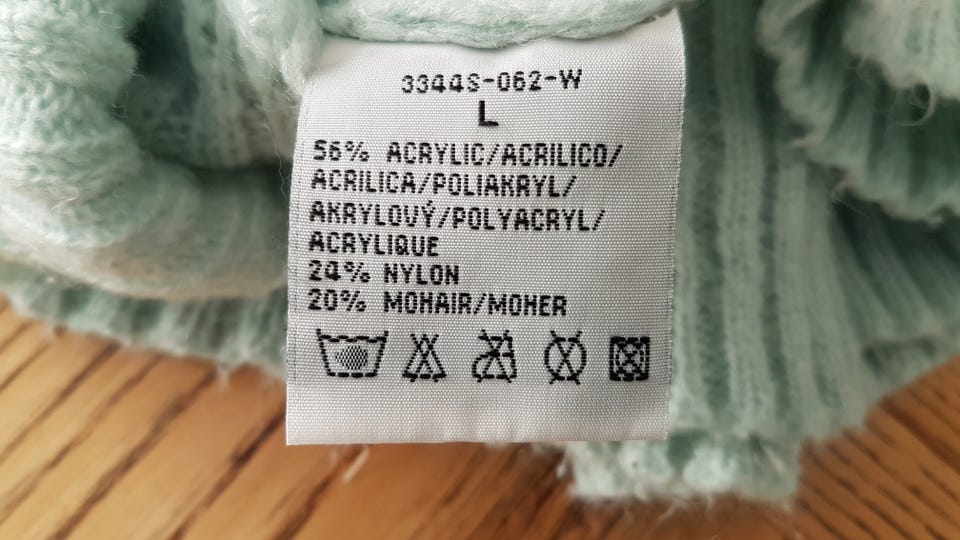 3344S-062-W
L
56% ACRYLIC/ACRILICO/
ACRILICA/POLIAKRYL/
AKRYLOVÝ/POLYACRYL/
ACRYLIQUE
24% NYLON
20% MOHAIR/MOHER